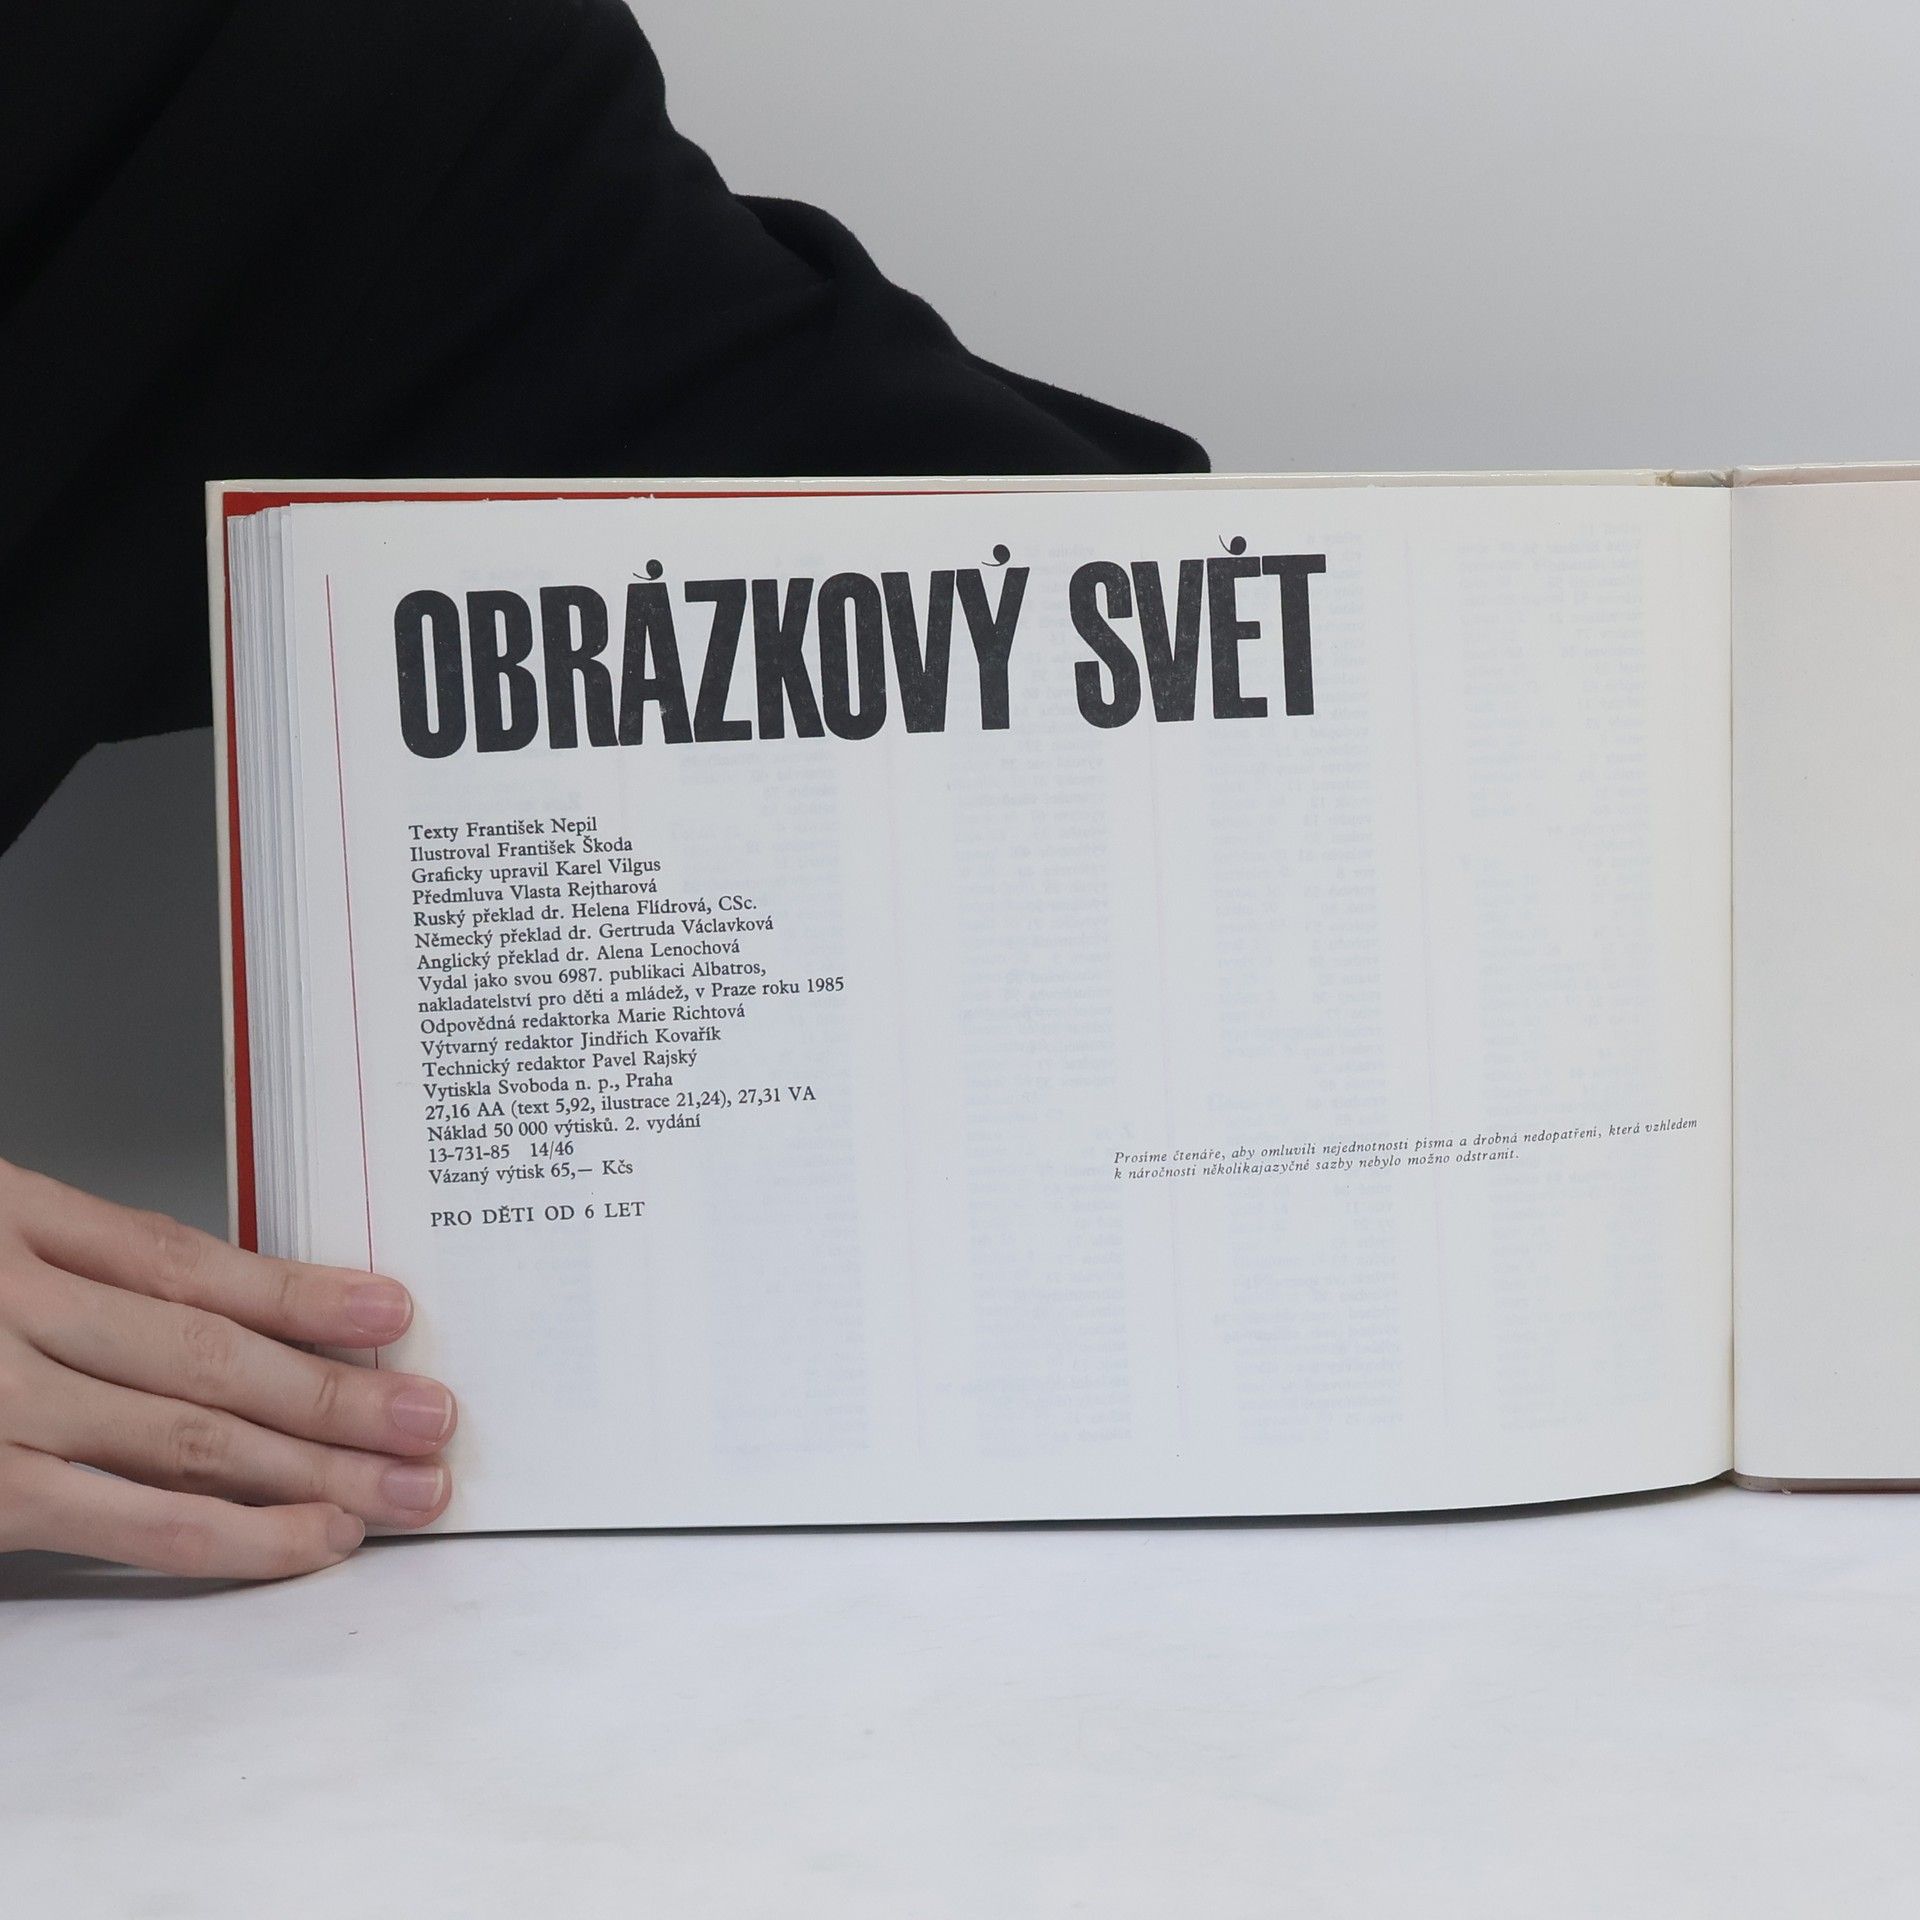 OBRÁZKOVÝ SVĚT
Texty František Nepil
Ilustroval František Škoda
Graficky upravil Karel Vilgus
Předmluva Vlasta Rejtharová
Ruský překlad dr. Helena Flídrová, CSc.
Německý překlad dr. Gertruda Václavková
Anglický překlad dr. Alena Lenochová
Vydal jako svou 6987. publikaci Albatros,
nakladatelství pro děti a mládež, v Praze roku 1985
Odpovědná redaktorka Marie Richtová
Výtvarný redaktor Jindřich Kovařík
Technický redaktor Pavel Rajský
Vytiskla Svoboda n. p., Praha
27,16 AA (text 5,92, ilustrace 21,24), 27,31 VA
Náklad 50 000 výtisků. 2. vydání
13-731-85 14/46
Vázaný výtisk 65,— Kčs
PRO DĚTI OD 6 LET
Prosíme čtenáře, aby omluvili nejednotnosti písma a drobná nedopatření, která vzhledem
k náročnosti několikajazyčné sazby nebylo možno odstranit.